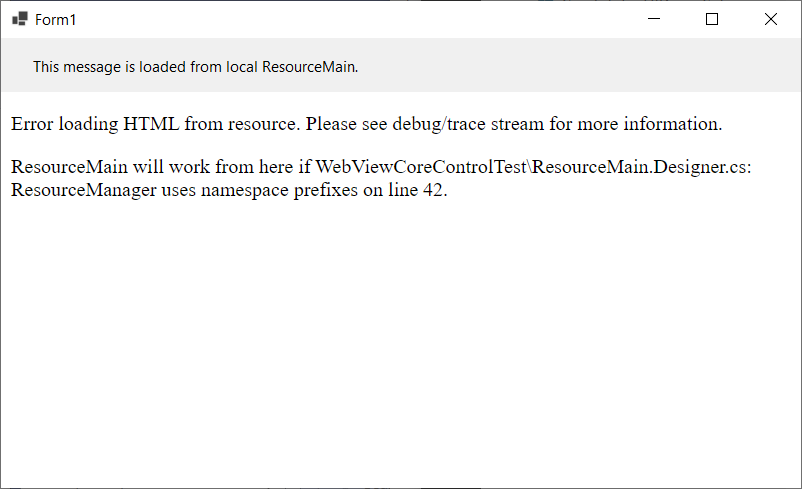 Form1
This message is loaded from local ResourceMain.
Error loading HTML from resource. Please see debug/trace stream for more information.
ResourceMain will work from here if WebViewCoreControlTest\ResourceMain.Designer.cs:
ResourceManager uses namespace prefixes on line 42.